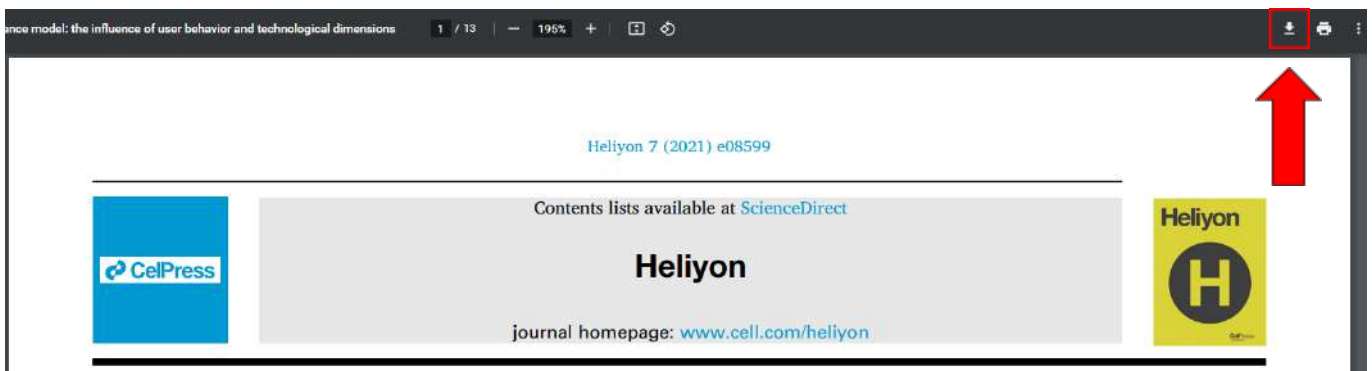 ance model: the influence of user behavior and technological dimensions 1 / 13 | — 195% +
Heliyon 7 (2021) e08599
Contents lists available at ScienceDirect
CelPress
Heliyon
journal homepage: www.cell.com/heliyon
Heliyon
H